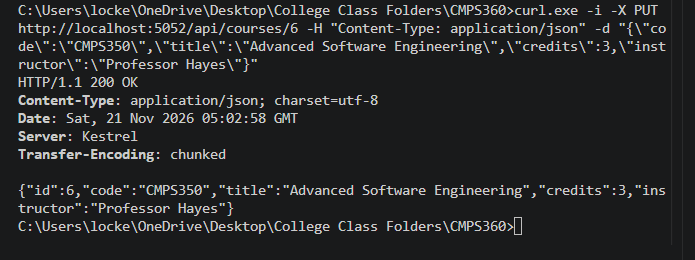 C:\Users\locke\OneDrive\Desktop\College Class Folders\CMPS360>curl.exe -i -X PUT
http://localhost:5052/api/courses/6 -H "Content-Type: application/json" -d "{\"co
de\":\"CMPS350\",\"title\":\"Advanced Software Engineering\",\"credits\":3,\"inst
ructor\":\"Professor Hayes\"}"
HTTP/1.1 200 OK
Content-Type: application/json; charset=utf-8
Date: Sat, 21 Nov 2026 05:02:58 GMT
Server: Kestrel
Transfer-Encoding: chunked

{"id":6,"code":"CMPS350","title":"Advanced Software Engineering","credits":3,"ins
tructor":"Professor Hayes"}
C:\Users\locke\OneDrive\Desktop\College Class Folders\CMPS360>